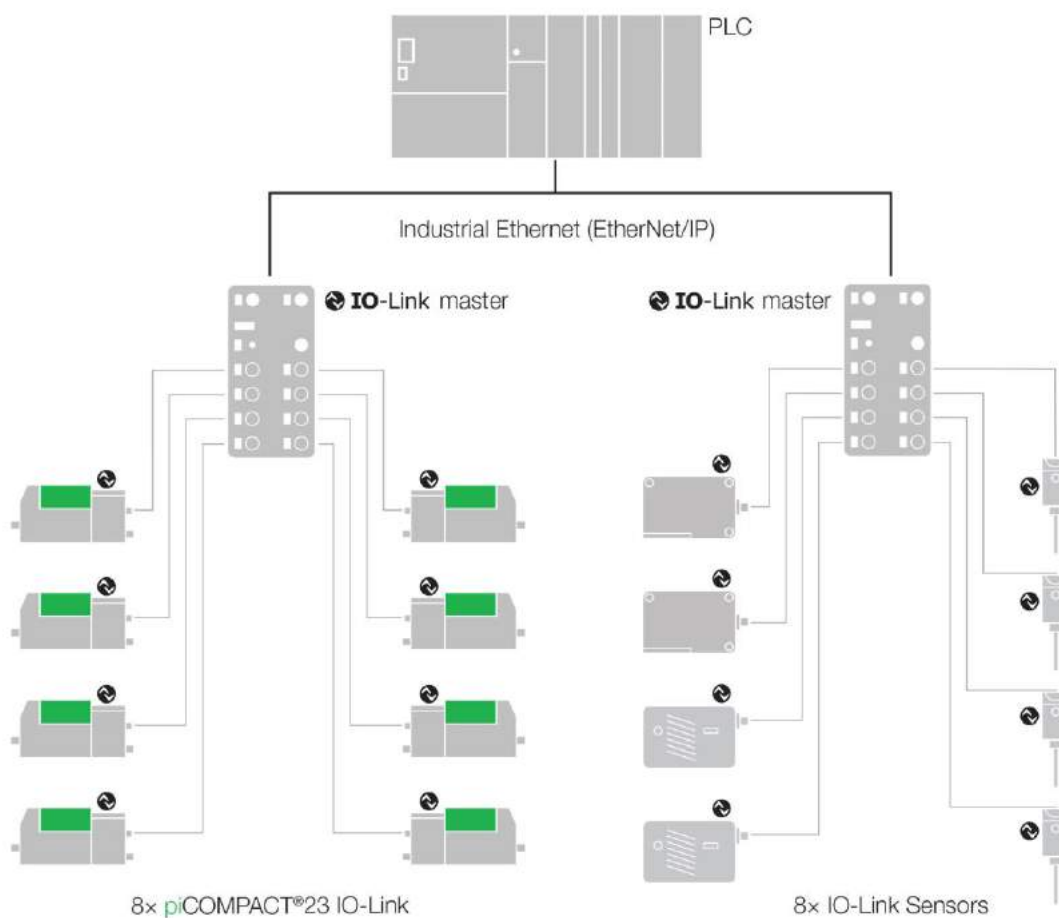 PLC
Industrial Ethernet (EtherNet/IP)
IO-Link master
IO-Link master
8× piCOMPACT®23 IO-Link
8× IO-Link Sensors